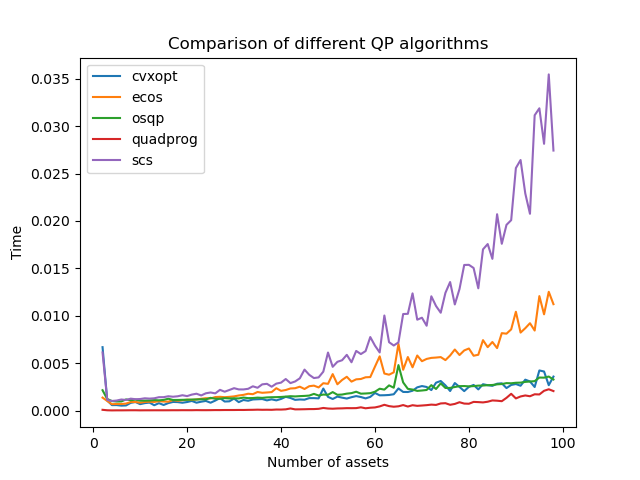 Comparison of different QP algorithms
cvxopt
ecos
osqp
quadprog
scs
0.035
0.030
0.025
0.020
0.015
0.010
0.005
0.000
Time
0 20 40 60 80 100
Number of assets